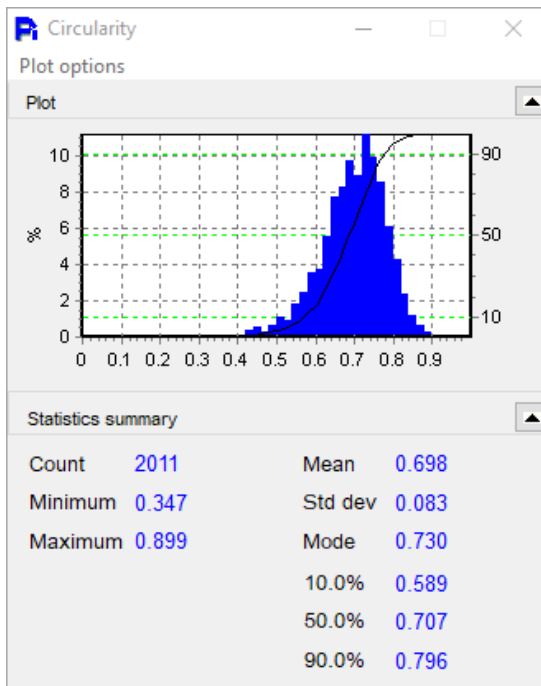 Circularity
Plot options
Plot
%
10
8
6
4
2
0
90
50
10
0 0.1 0.2 0.3 0.4 0.5 0.6 0.7 0.8 0.9
Statistics summary
Count 2011 Mean 0.698
Minimum 0.347 Std dev 0.083
Maximum 0.899 Mode 0.730
10.0% 0.589
50.0% 0.707
90.0% 0.796